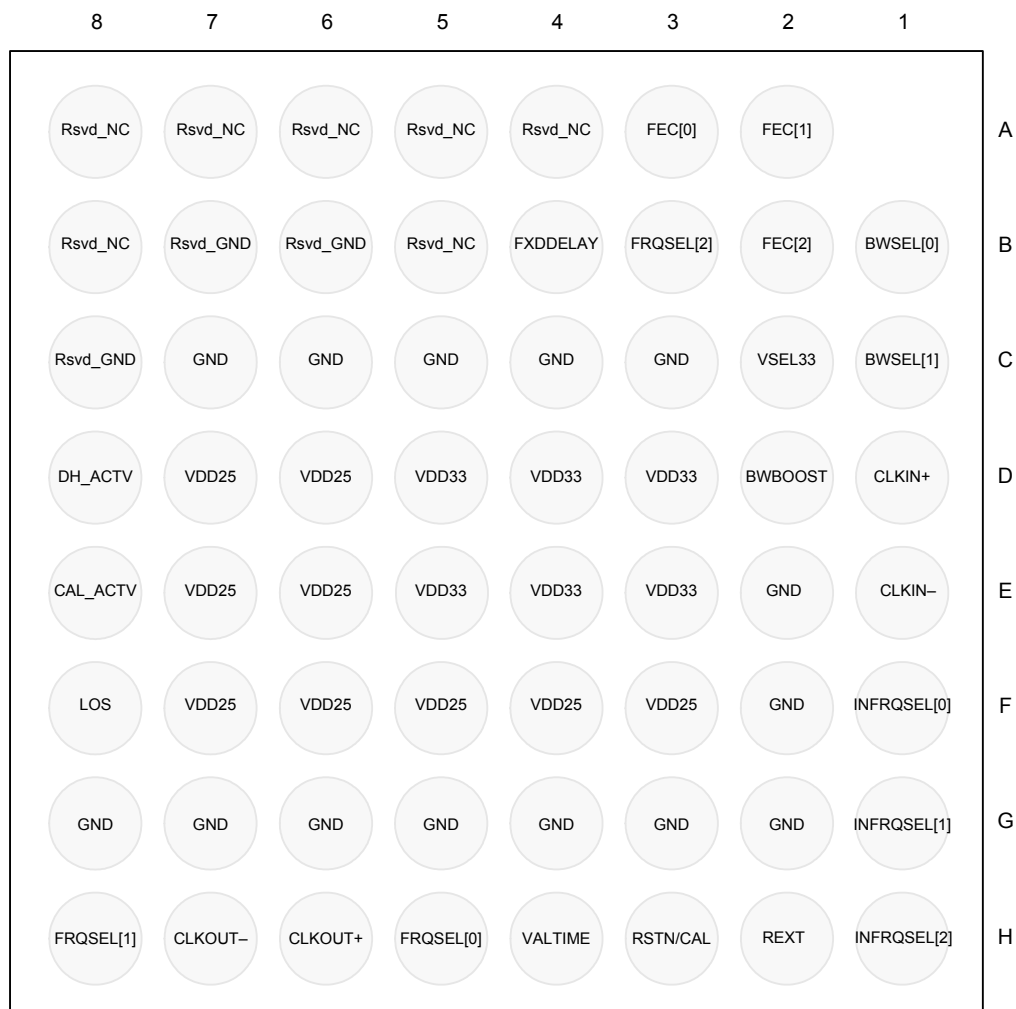 8 7 6 5 4 3 2 1
Rsvd_NC Rsvd_NC Rsvd_NC Rsvd_NC Rsvd_NC FEC[0] FEC[1] A
Rsvd_NC Rsvd_GND Rsvd_GND Rsvd_NC FXDDELAY FRQSEL[2] FEC[2] BWSEL[0] B
Rsvd_GND GND GND GND GND GND VSEL33 BWSEL[1] C
DH_ACTV VDD25 VDD25 VDD33 VDD33 VDD33 BWBOOST CLKIN+ D
CAL_ACTV VDD25 VDD25 VDD33 VDD33 VDD33 GND CLKIN– E
LOS VDD25 VDD25 VDD25 VDD25 VDD25 GND INFRQSEL[0] F
GND GND GND GND GND GND GND INFRQSEL[1] G
FRQSEL[1] CLKOUT– CLKOUT+ FRQSEL[0] VALTIME RSTN/CAL REXT INFRQSEL[2] H